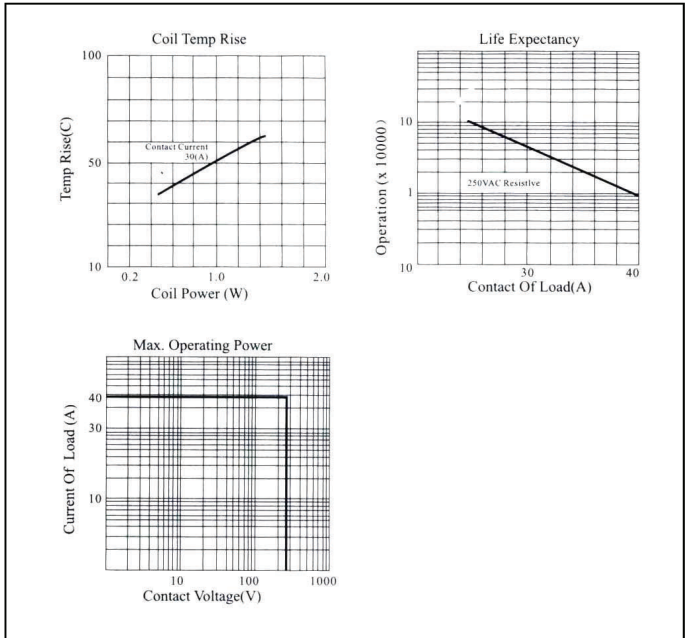 Coil Temp Rise
100
50
10
Temp Rise(C)
Contact Current
30(A)
0.2 1.0 2.0
Coil Power (W)
Life Expectancy
10
1
10
Operation (x 10000)
250VAC Resistive
30 40
Contact Of Load(A)
Max. Operating Power
40
30
10
Current Of Load (A)
10 100 1000
Contact Voltage(V)